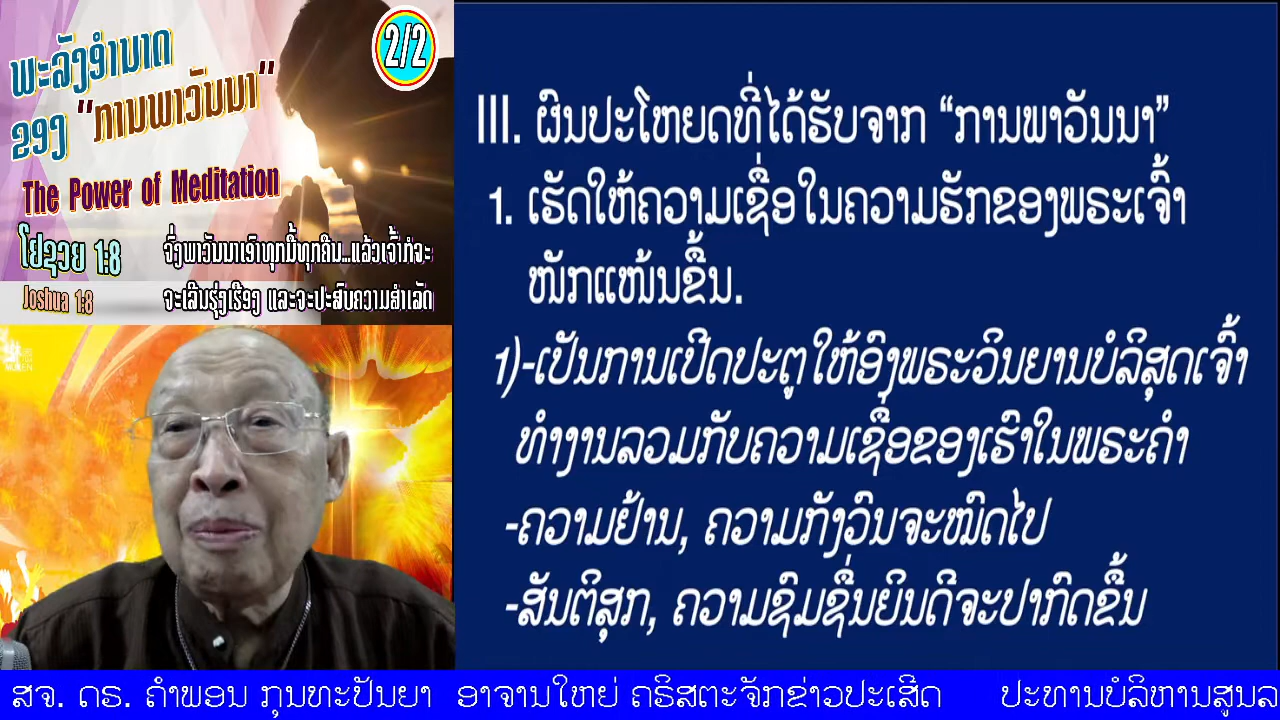 ພະລັງອຳນາດ
ຂອງ "ການພາວັນນາ"
2/2
The Power of Meditation
ໂຢຊວຍ 1:8
Joshua 1:8
ຈົ່ງພາວັນນາເອົາທຸກມື້ທຸກຄືນ...ແລ້ວເຈົ້າກໍຈະ
ຈະເລີນຮຸ່ງເຮືອງ ແລະຈະປະສົບຄວາມສຳເລັດ
III. ຜົນປະໂຫຍດທີ່ໄດ້ຮັບຈາກ “ການພາວັນນາ”
1. ເຮັດໃຫ້ຄວາມເຊື່ອໃນຄວາມຮັກຂອງພຣະເຈົ້າ
ໜັກແໜ້ນຂື້ນ.
1)-ເປັນການເປີດປະຕູໃຫ້ອົງພຣະວິນຍານບໍລິສຸດເຈົ້າ
ທຳງານລວມກັບຄວາມເຊື່ອຂອງເຮົາໃນພຣະຄຳ
-ຄວາມຢ້ານ, ຄວາມກັງວົນຈະໝົດໄປ
-ສັນຕິສຸກ, ຄວາມຊົມຊື່ນຍິນດີຈະປາກົດຂື້ນ
ສຈ. ດຣ. ຄຳພອນ ກຸນທະປັນຍາ ອາຈານໃຫຍ່ ຄຣິສຕະຈັກຂ່າວປະເສີດ ປະທານບໍລິຫານສູນລ